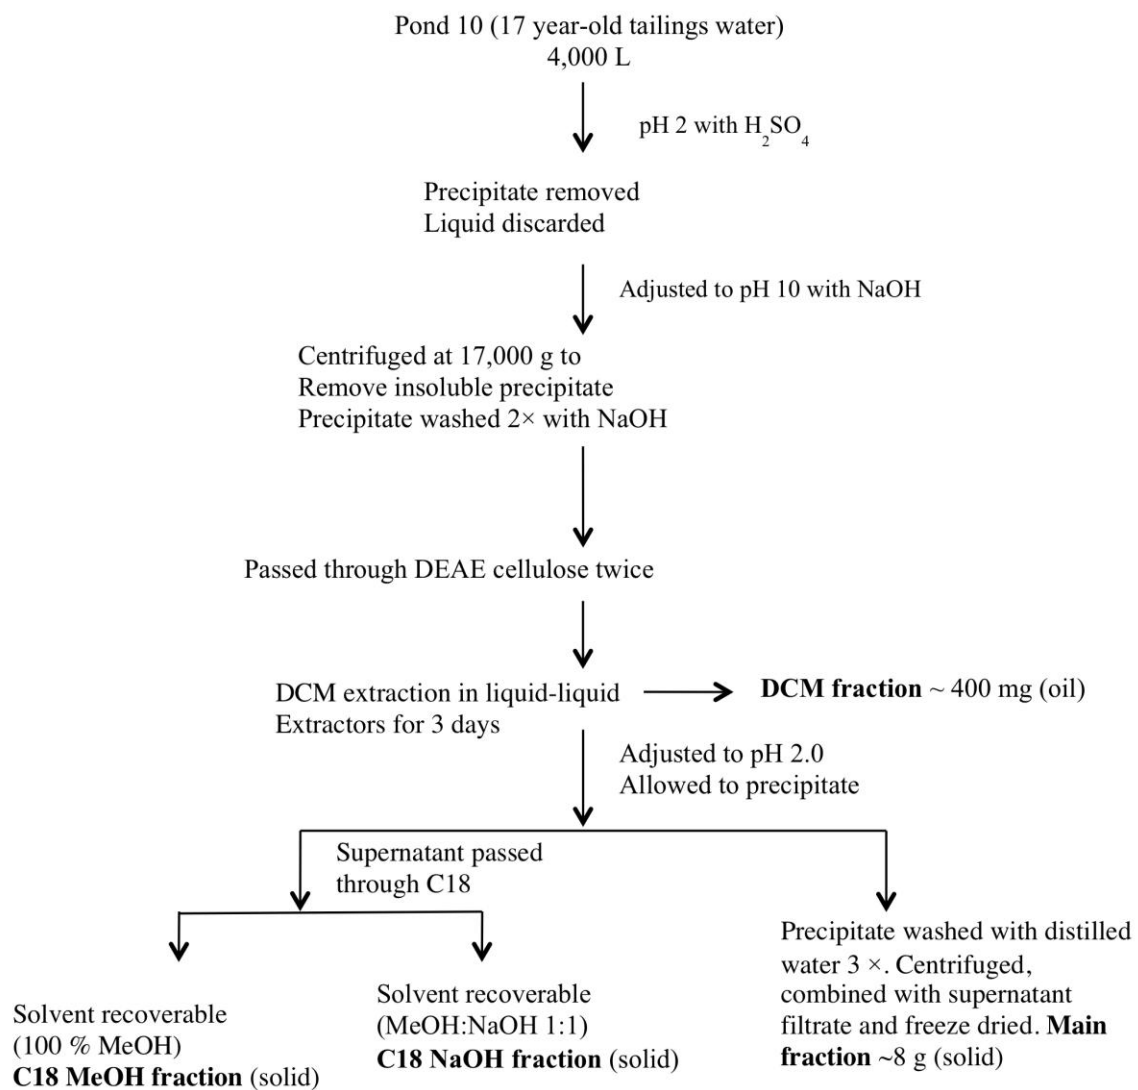 Pond 10 (17 year-old tailings water)
4,000 L
pH 2 with H₂SO₄
Precipitate removed
Liquid discarded
Adjusted to pH 10 with NaOH
Centrifuged at 17,000 g to
Remove insoluble precipitate
Precipitate washed 2× with NaOH
Passed through DEAE cellulose twice
DCM extraction in liquid-liquid
Extractors for 3 days
DCM fraction ~ 400 mg (oil)
Adjusted to pH 2.0
Allowed to precipitate
Supernatant passed
through C18
Solvent recoverable
(100 % MeOH)
C18 MeOH fraction (solid)
Solvent recoverable
(MeOH:NaOH 1:1)
C18 NaOH fraction (solid)
Precipitate washed with distilled
water 3 ×. Centrifuged,
combined with supernatant
filtrate and freeze dried. Main
fraction ~8 g (solid)